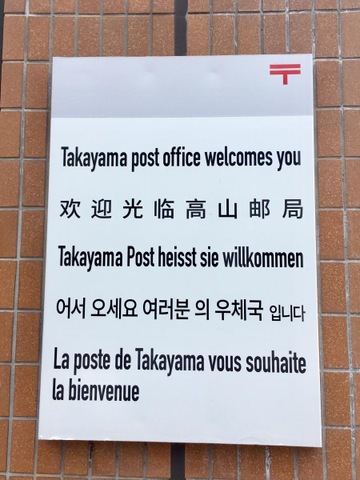 Takayama post office welcomes you
欢迎光临高山邮局
Takayama Post heisst sie willkommen
어서 오세요 여러분 의 우체국 입니다
La poste de Takayama vous souhaite
la bienvenue